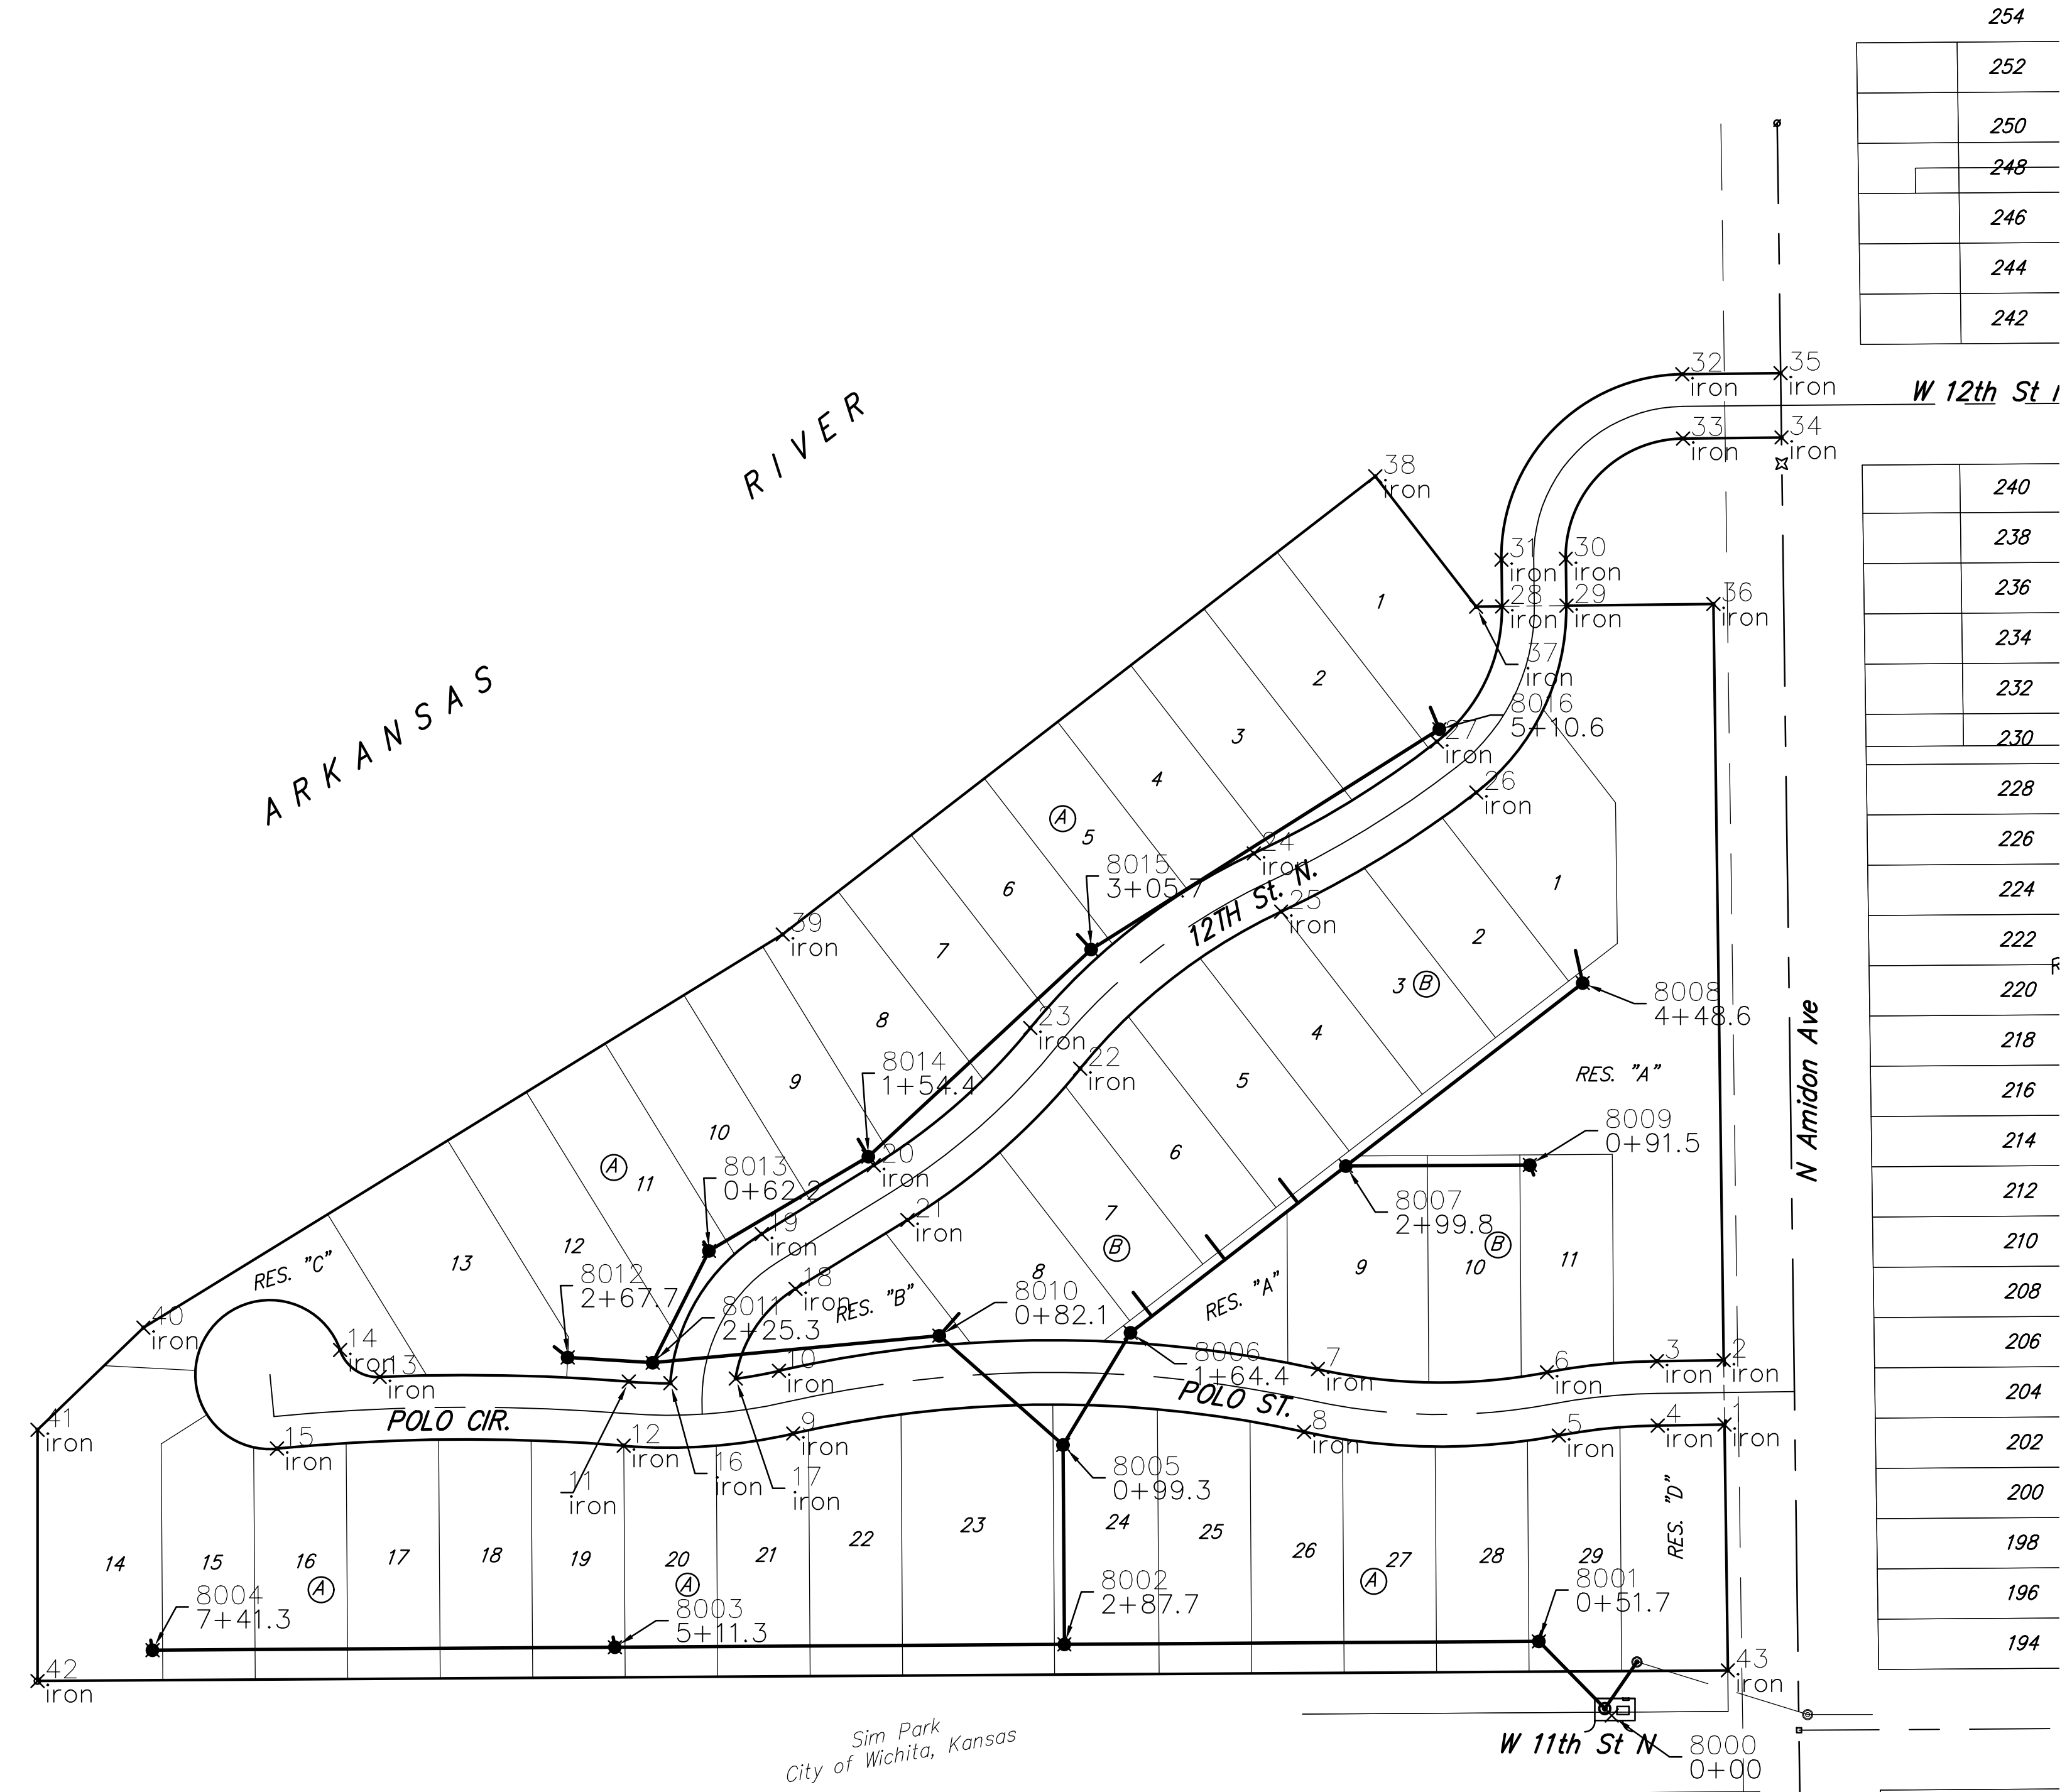 254
252
250
248
246
244
242
W 12th St
240
238
236
234
232
230
228
226
224
222
220
218
216
214
212
210
208
206
204
202
200
198
196
194
N Amidon Ave
ARKANSAS
RIVER
32
iron
35
iron
33
iron
34
iron
38
iron
31
iron
30
iron
28
iron
29
iron
36
iron
37
iron
8016
5+10.6
27
iron
26
iron
24
iron
25
iron
12TH St. N.
8015
3+05.7
39
iron
23
iron
22
iron
8014
1+54.4
20
iron
21
iron
8013
0+62.2
19
iron
18
iron
8008
4+48.6
RES. "A"
8009
0+91.5
8007
2+99.8
1
2
3
4
5
A
6
7
8
9
10
A
11
12
13
RES. "C"
1
2
3
B
4
5
6
7
B
8
RES. "B"
RES. "A"
9
10
B
11
8012
2+67.7
8011
2+25.3
8010
0+82.1
8006
1+64.4
40
iron
14
iron
13
iron
10
iron
7
iron
6
iron
3
iron
2
iron
41
iron
15
iron
POLO CIR.
12
iron
9
iron
POLO ST.
8
iron
5
iron
4
iron
1
iron
11
iron
16
iron
17
iron
8005
0+99.3
RES. "D"
14
15
16
A
17
18
19
20
A
21
22
23
24
25
26
A
27
28
29
8004
7+41.3
8003
5+11.3
8002
2+87.7
8001
0+51.7
42
iron
43
iron
Sim Park
City of Wichita, Kansas
W 11th St N
8000
0+00